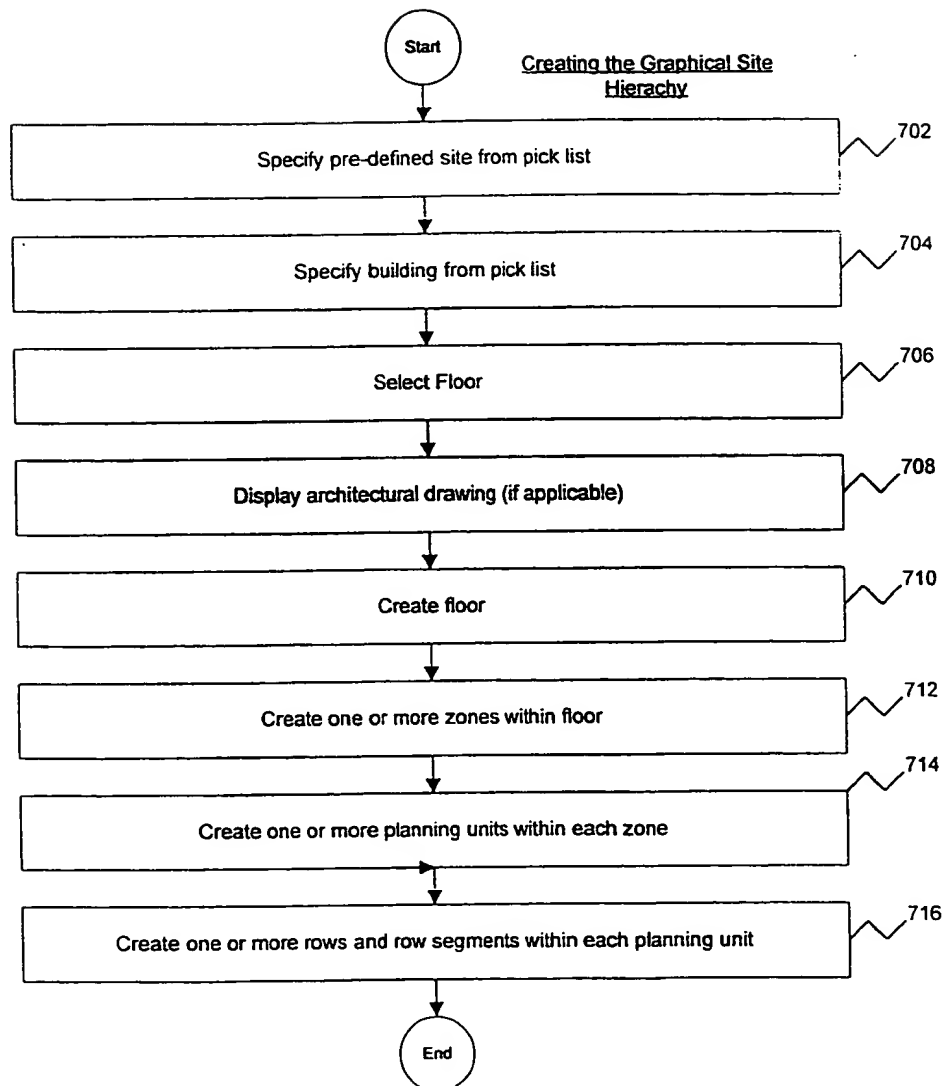 Start
Creating the Graphical Site
Hierachy
702
Specify pre-defined site from pick list
704
Specify building from pick list
706
Select Floor
708
Display architectural drawing (if applicable)
710
Create floor
712
Create one or more zones within floor
714
Create one or more planning units within each zone
716
Create one or more rows and row segments within each planning unit
End